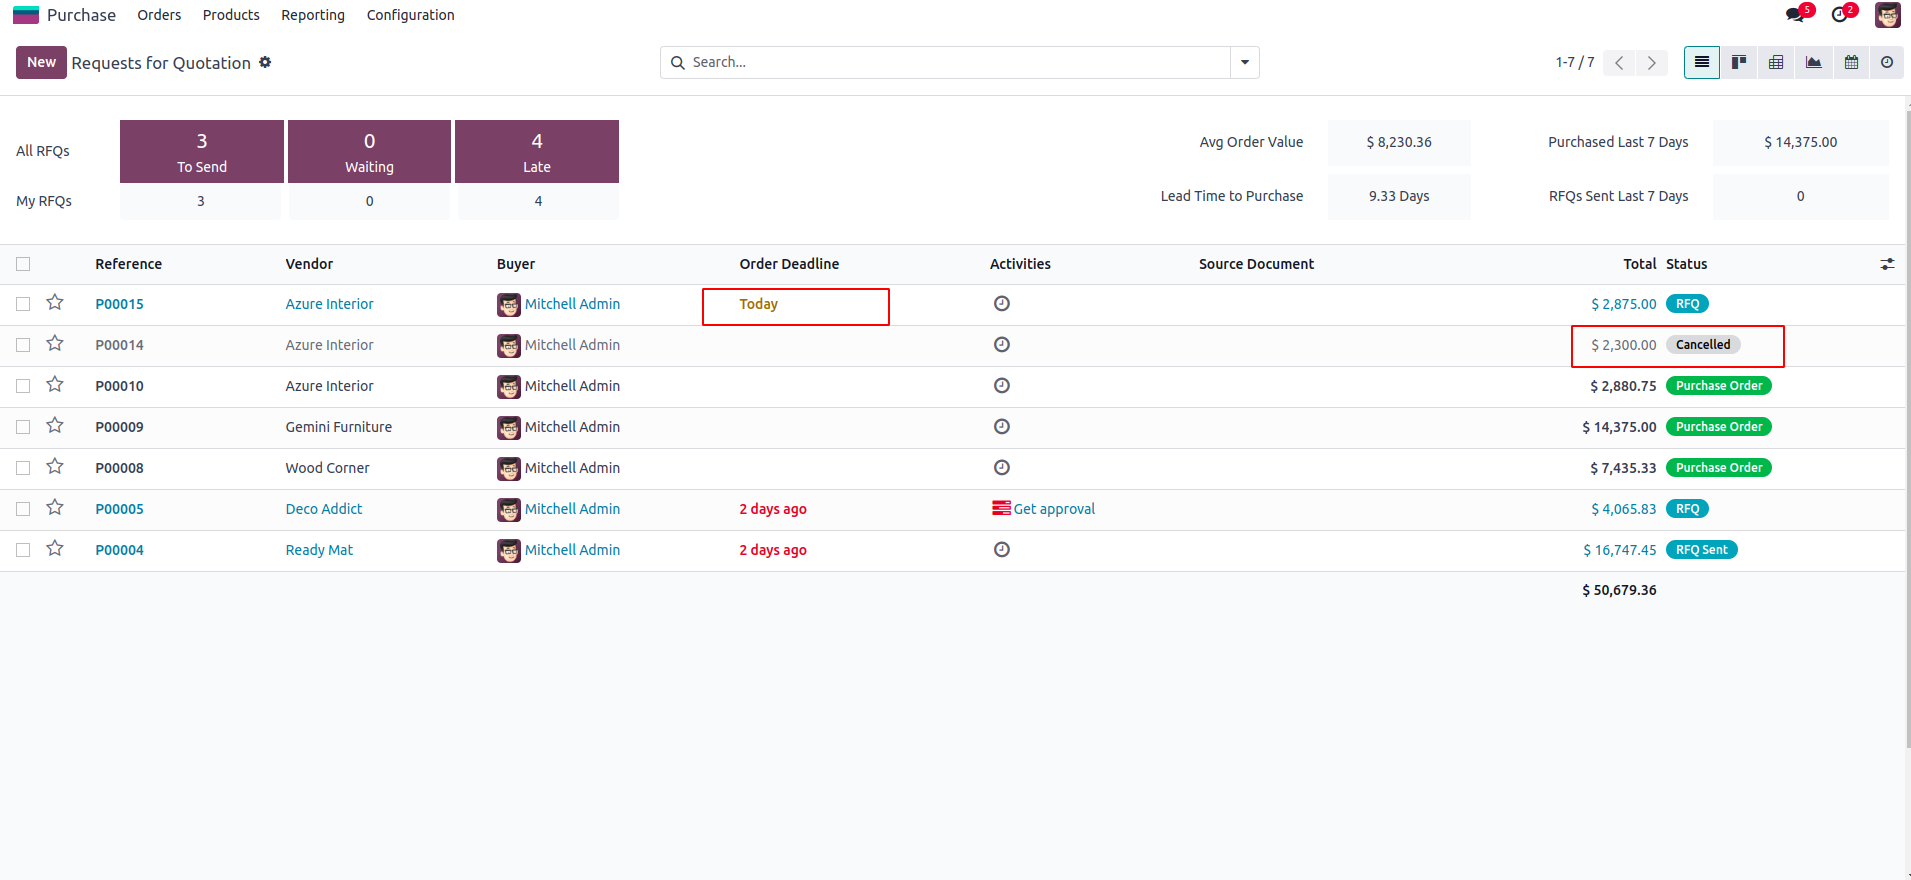 Purchase Orders Products Reporting Configuration 5 2
New Requests for Quotation Search... 1-7 / 7
All RFQs 3 To Send 0 Waiting 4 Late
My RFQs 3 0 4
Avg Order Value $ 8,230.36 Purchased Last 7 Days $ 14,375.00
Lead Time to Purchase 9.33 Days RFQs Sent Last 7 Days 0
Reference Vendor Buyer Order Deadline Activities Source Document Total Status
P00015 Azure Interior Mitchell Admin Today $ 2,875.00 RFQ
P00014 Azure Interior Mitchell Admin $ 2,300.00 Cancelled
P00010 Azure Interior Mitchell Admin $ 2,880.75 Purchase Order
P00009 Gemini Furniture Mitchell Admin $ 14,375.00 Purchase Order
P00008 Wood Corner Mitchell Admin $ 7,435.33 Purchase Order
P00005 Deco Addict Mitchell Admin 2 days ago Get approval $ 4,065.83 RFQ
P00004 Ready Mat Mitchell Admin 2 days ago $ 16,747.45 RFQ Sent
$ 50,679.36